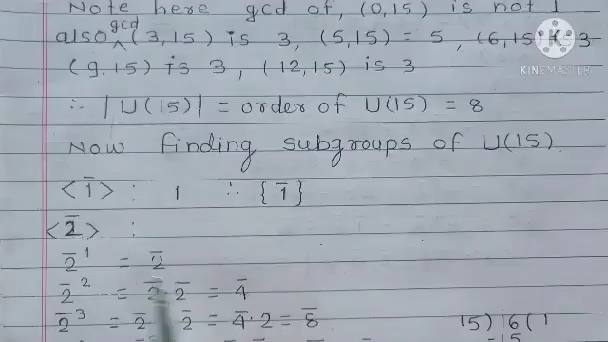 Note here gcd of, (0,15) is not 1
also gcd (3,15) is 3, (5,15) = 5, (6,15) is 3
(9,15) is 3, (12,15) is 3
KINEMASTER
∴ |U(15)| = order of U(15) = 8
Now finding subgroups of U(15)
<1̄> : 1 ∴ {1̄}
<2̄> :
2̄¹ = 2̄
2̄² = 2̄ · 2̄ = 4̄
2̄³ = 2̄ 2̄ = 4̄·2 = 8̄ 15)16(1
-15